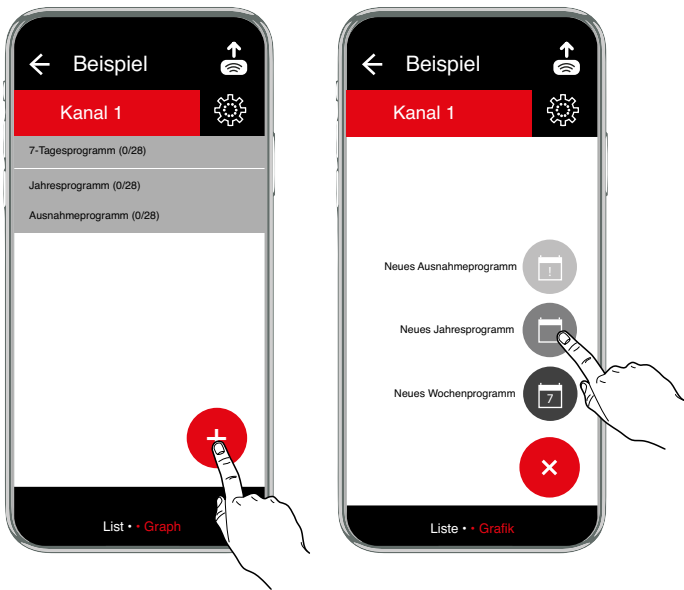 Beispiel
Kanal 1
7-Tagesprogramm (0/28)
Jahresprogramm (0/28)
Ausnahmeprogramm (0/28)
+
List • • Graph
Beispiel
Kanal 1
Neues Ausnahmeprogramm
!
Neues Jahresprogramm
Neues Wochenprogramm
7
Liste • • Grafik